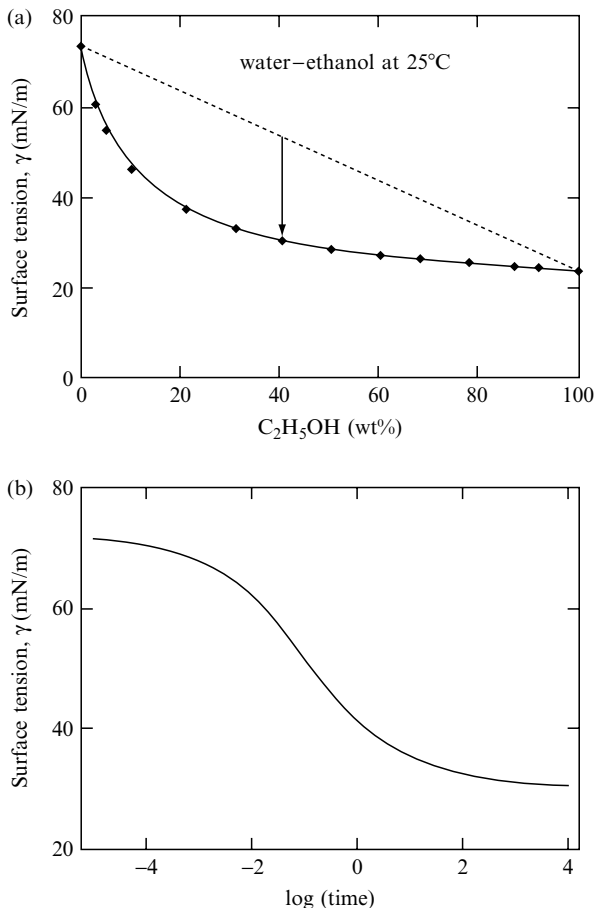 (a)
80
60
40
20
0
Surface tension, γ (mN/m)
water–ethanol at 25°C
0 20 40 60 80 100
C₂H₅OH (wt%)
(b)
80
60
40
20
Surface tension, γ (mN/m)
−4 −2 0 2 4
log (time)